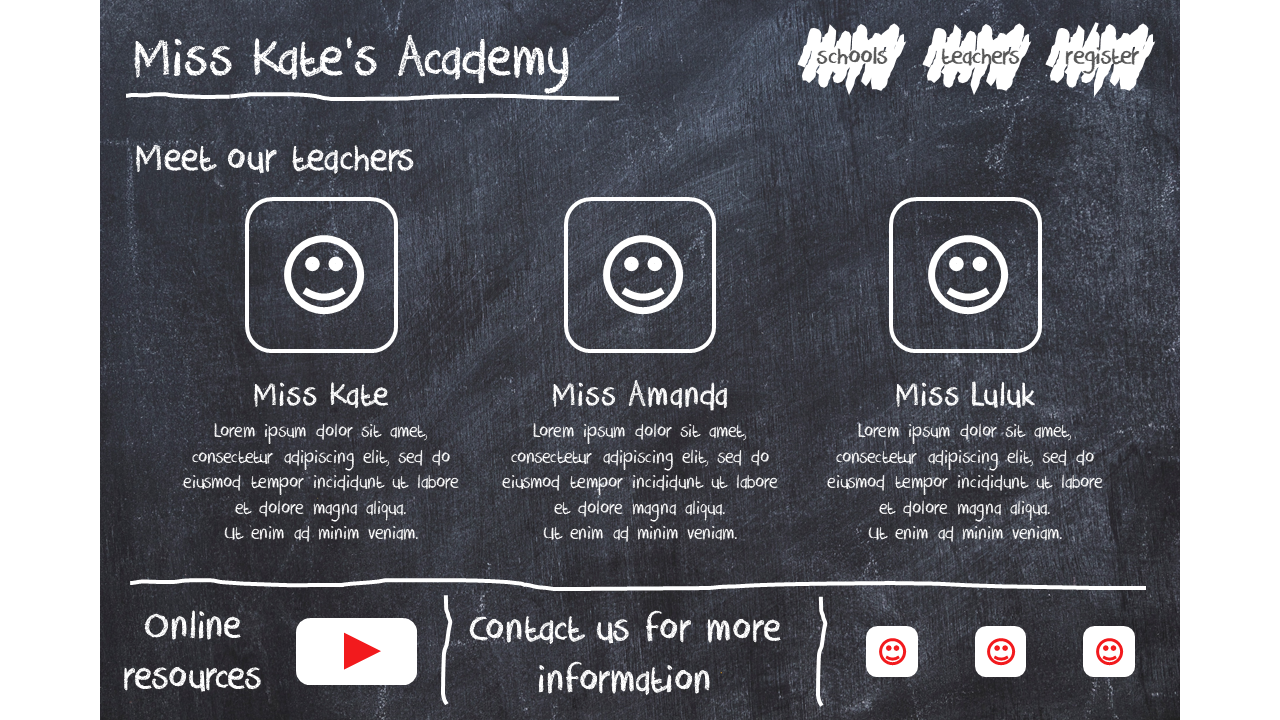 Miss Kate's Academy
schools
teachers
register
Meet our teachers
Miss Kate
Lorem ipsum dolor sit amet,
consectetur adipiscing elit, sed do
eiusmod tempor incididunt ut labore
et dolore magna aliqua.
Ut enim ad minim veniam.
Miss Amanda
Lorem ipsum dolor sit amet,
consectetur adipiscing elit, sed do
eiusmod tempor incididunt ut labore
et dolore magna aliqua.
Ut enim ad minim veniam.
Miss Luluk
Lorem ipsum dolor sit amet,
consectetur adipiscing elit, sed do
eiusmod tempor incididunt ut labore
et dolore magna aliqua.
Ut enim ad minim veniam.
Online
resources
Contact us for more
information